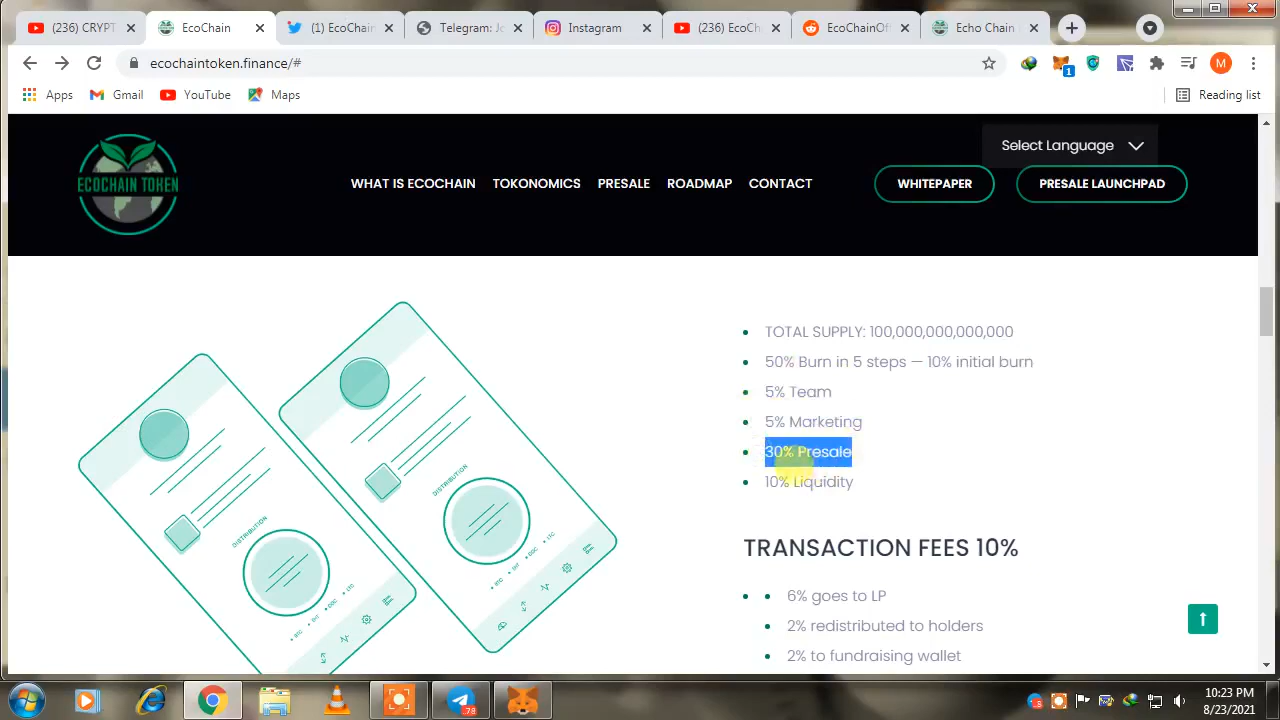 (236) CRYPT
EcoChain
(1) EcoChain
Telegram: Jo
Instagram
(236) EcoCh
EcoChainOf
Echo Chain
ecochaintoken.finance/#
1
M
Apps
Gmail
YouTube
Maps
Reading list
ECOCHAIN TOKEN
WHAT IS ECOCHAIN
TOKONOMICS
PRESALE
ROADMAP
CONTACT
Select Language
WHITEPAPER
PRESALE LAUNCHPAD
TOTAL SUPPLY: 100,000,000,000,000
50% Burn in 5 steps — 10% initial burn
5% Team
5% Marketing
30% Presale
10% Liquidity
TRANSACTION FEES 10%
6% goes to LP
2% redistributed to holders
2% to fundraising wallet
DISTRIBUTION
DISTRIBUTION
78
10:23 PM
8/23/2021